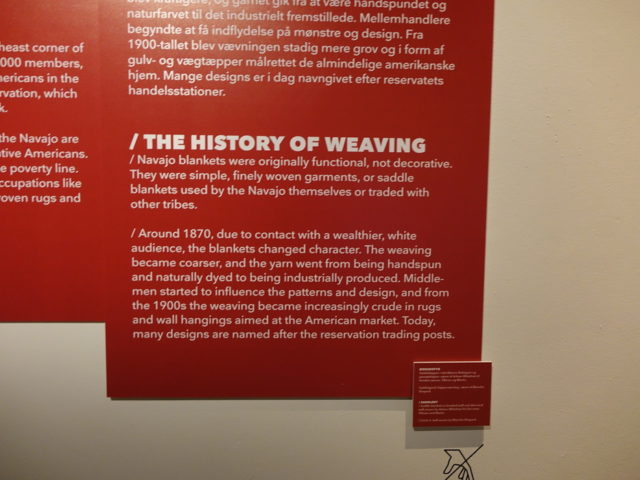 heast corner of
000 members,
mericans in the
rvation, which
k.
the Navajo are
tive Americans.
e poverty line.
ccupations like
woven rugs and
blev kraftigere, og garnet gik fra at være håndspundet og
naturfarvet til det industrielt fremstillede. Mellemhandlere
begyndte at få indflydelse på mønstre og design. Fra
1900-tallet blev vævningen stadig mere grov og i form af
gulv- og vægtæpper målrettet de almindelige amerikanske
hjem. Mange designs er i dag navngivet efter reservatets
handelsstationer.
/ THE HISTORY OF WEAVING
/ Navajo blankets were originally functional, not decorative.
They were simple, finely woven garments, or saddle
blankets used by the Navajo themselves or traded with
other tribes.
/ Around 1870, due to contact with a wealthier, white
audience, the blankets changed character. The weaving
became coarser, and the yarn went from being handspun
and naturally dyed to being industrially produced. Middle-
men started to influence the patterns and design, and from
the 1900s the weaving became increasingly crude in rugs
and wall hangings aimed at the American market. Today,
many designs are named after the reservation trading posts.